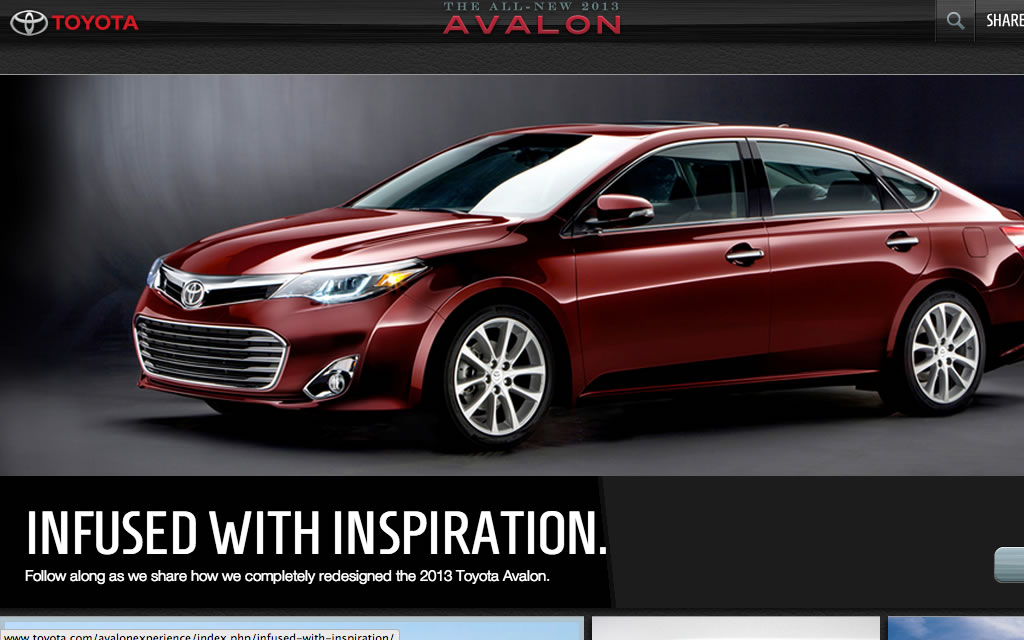 TOYOTA
THE ALL-NEW 2013
AVALON
SHARE
INFUSED WITH INSPIRATION.
Follow along as we share how we completely redesigned the 2013 Toyota Avalon.
www.toyota.com/avalonexperience/index.php/infused-with-inspiration/